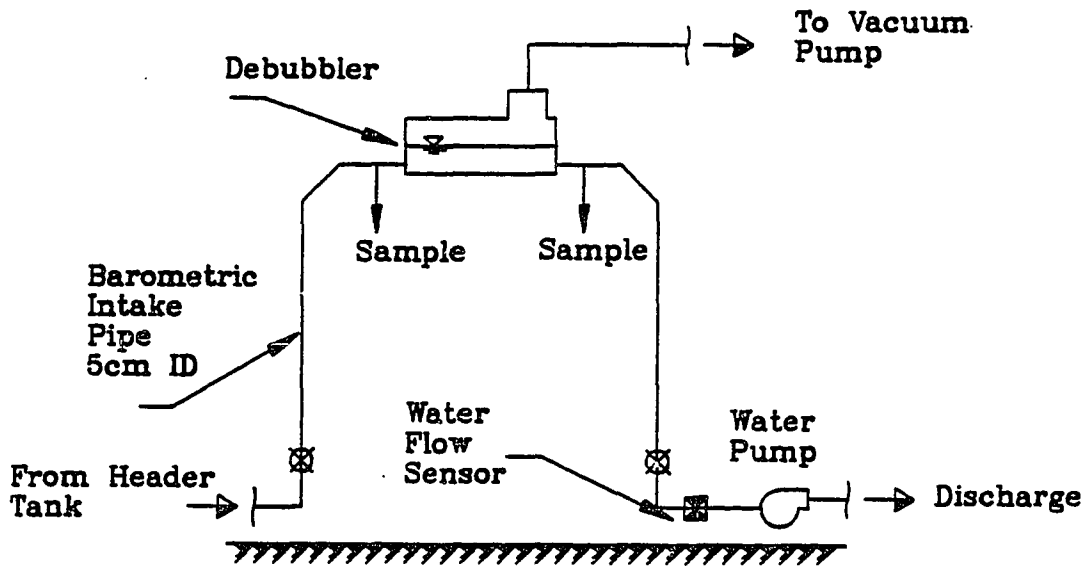 To Vacuum
Pump
Debubbler
Sample
Sample
Barometric
Intake
Pipe
5cm ID
Water
Flow
Sensor
Water
Pump
From Header
Tank
Discharge